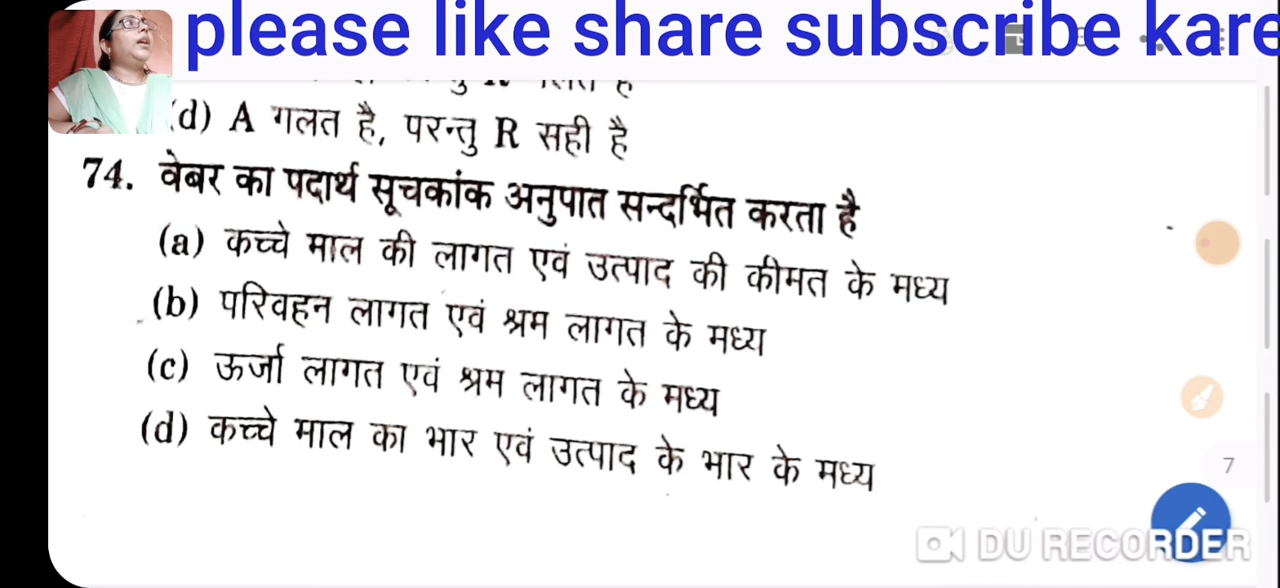 please like share subscribe kare
(d) A गलत है, परन्तु R सही है
74. वेबर का पदार्थ सूचकांक अनुपात सन्दर्भित करता है
(a) कच्चे माल की लागत एवं उत्पाद की कीमत के मध्य
(b) परिवहन लागत एवं श्रम लागत के मध्य
(c) ऊर्जा लागत एवं श्रम लागत के मध्य
(d) कच्चे माल का भार एवं उत्पाद के भार के मध्य
7
DU RECORDER